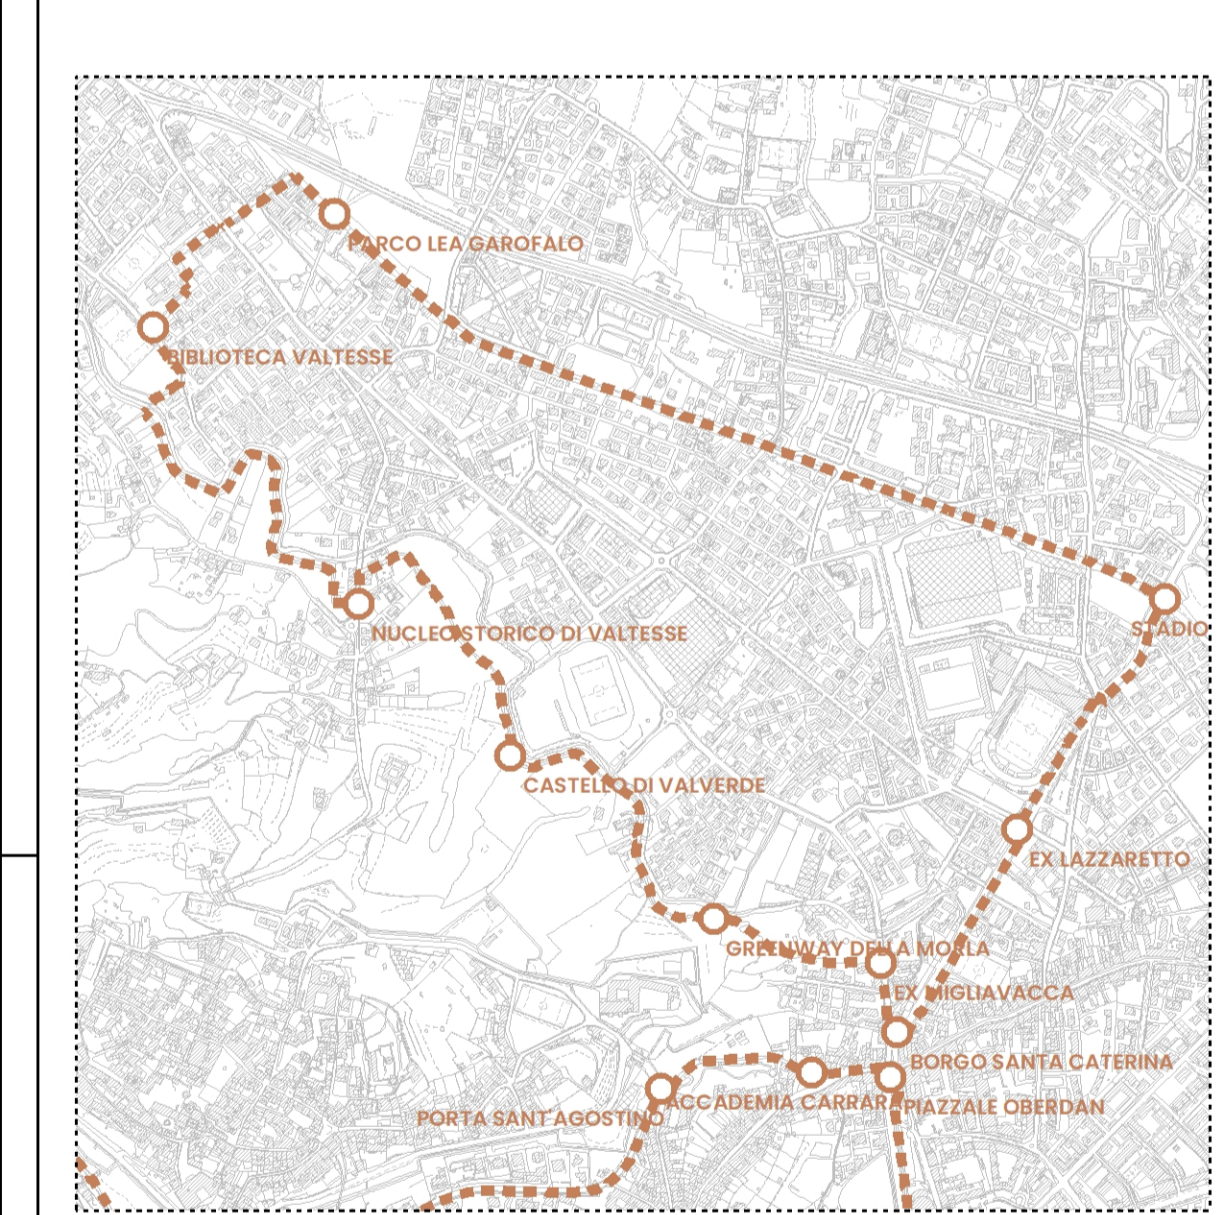 PARCO LEA GAROFALO
BIBLIOTECA VALTESSE
NUCLEO STORICO DI VALTESSE
STADIO
CASTELLO DI VALVERDE
EX LAZZARETTO
GREENWAY DELLA MORLA
EX MIGLIAVACCA
BORGO SANTA CATERINA
ACCADEMIA CARRARA
PIAZZALE OBERDAN
PORTA SANT'AGOSTINO